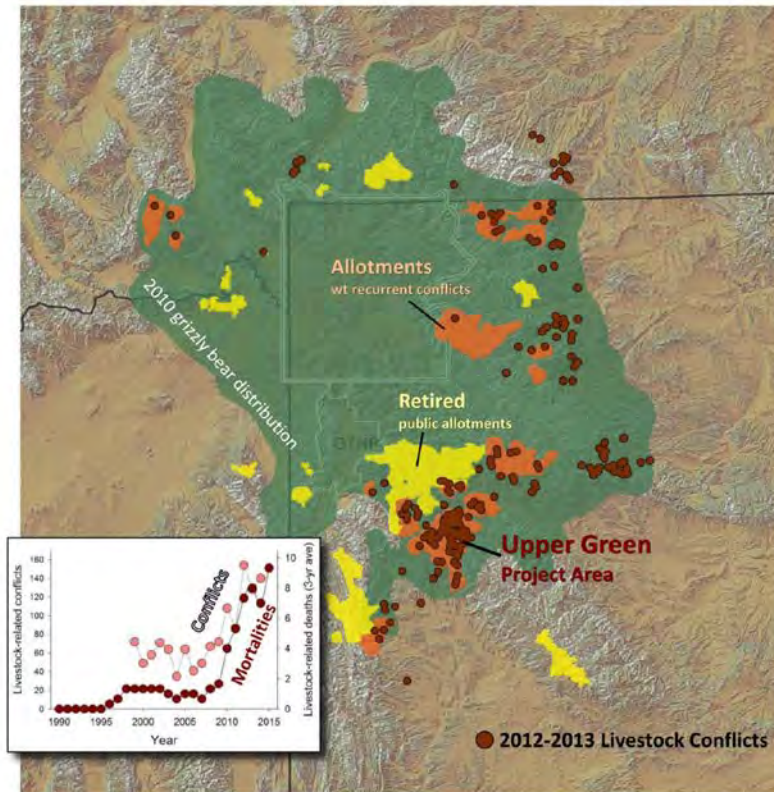 Allotments
wt recurrent conflicts
2010 grizzly bear distribution
Retired
public allotments
GTNP
Upper Green
Project Area
2012-2013 Livestock Conflicts
Livestock-related conflicts
160
140
120
100
80
60
40
20
0
Conflicts
Mortalities
10
8
6
4
2
0
Livestock-related deaths (3-yr ave)
1990
1995
2000
2005
2010
2015
Year